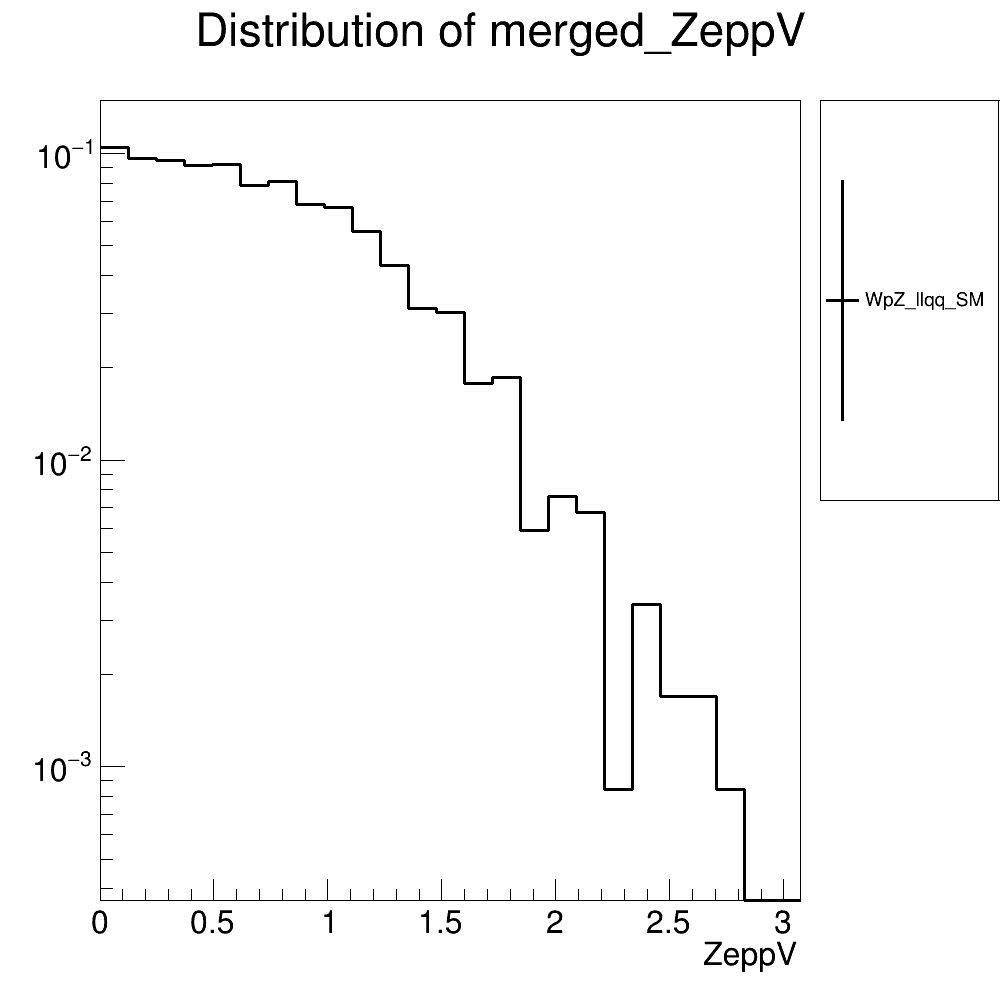 Distribution of merged_ZeppV
10⁻¹
10⁻²
10⁻³
0 0.5 1 1.5 2 2.5 3
ZeppV
WpZ_llqq_SM